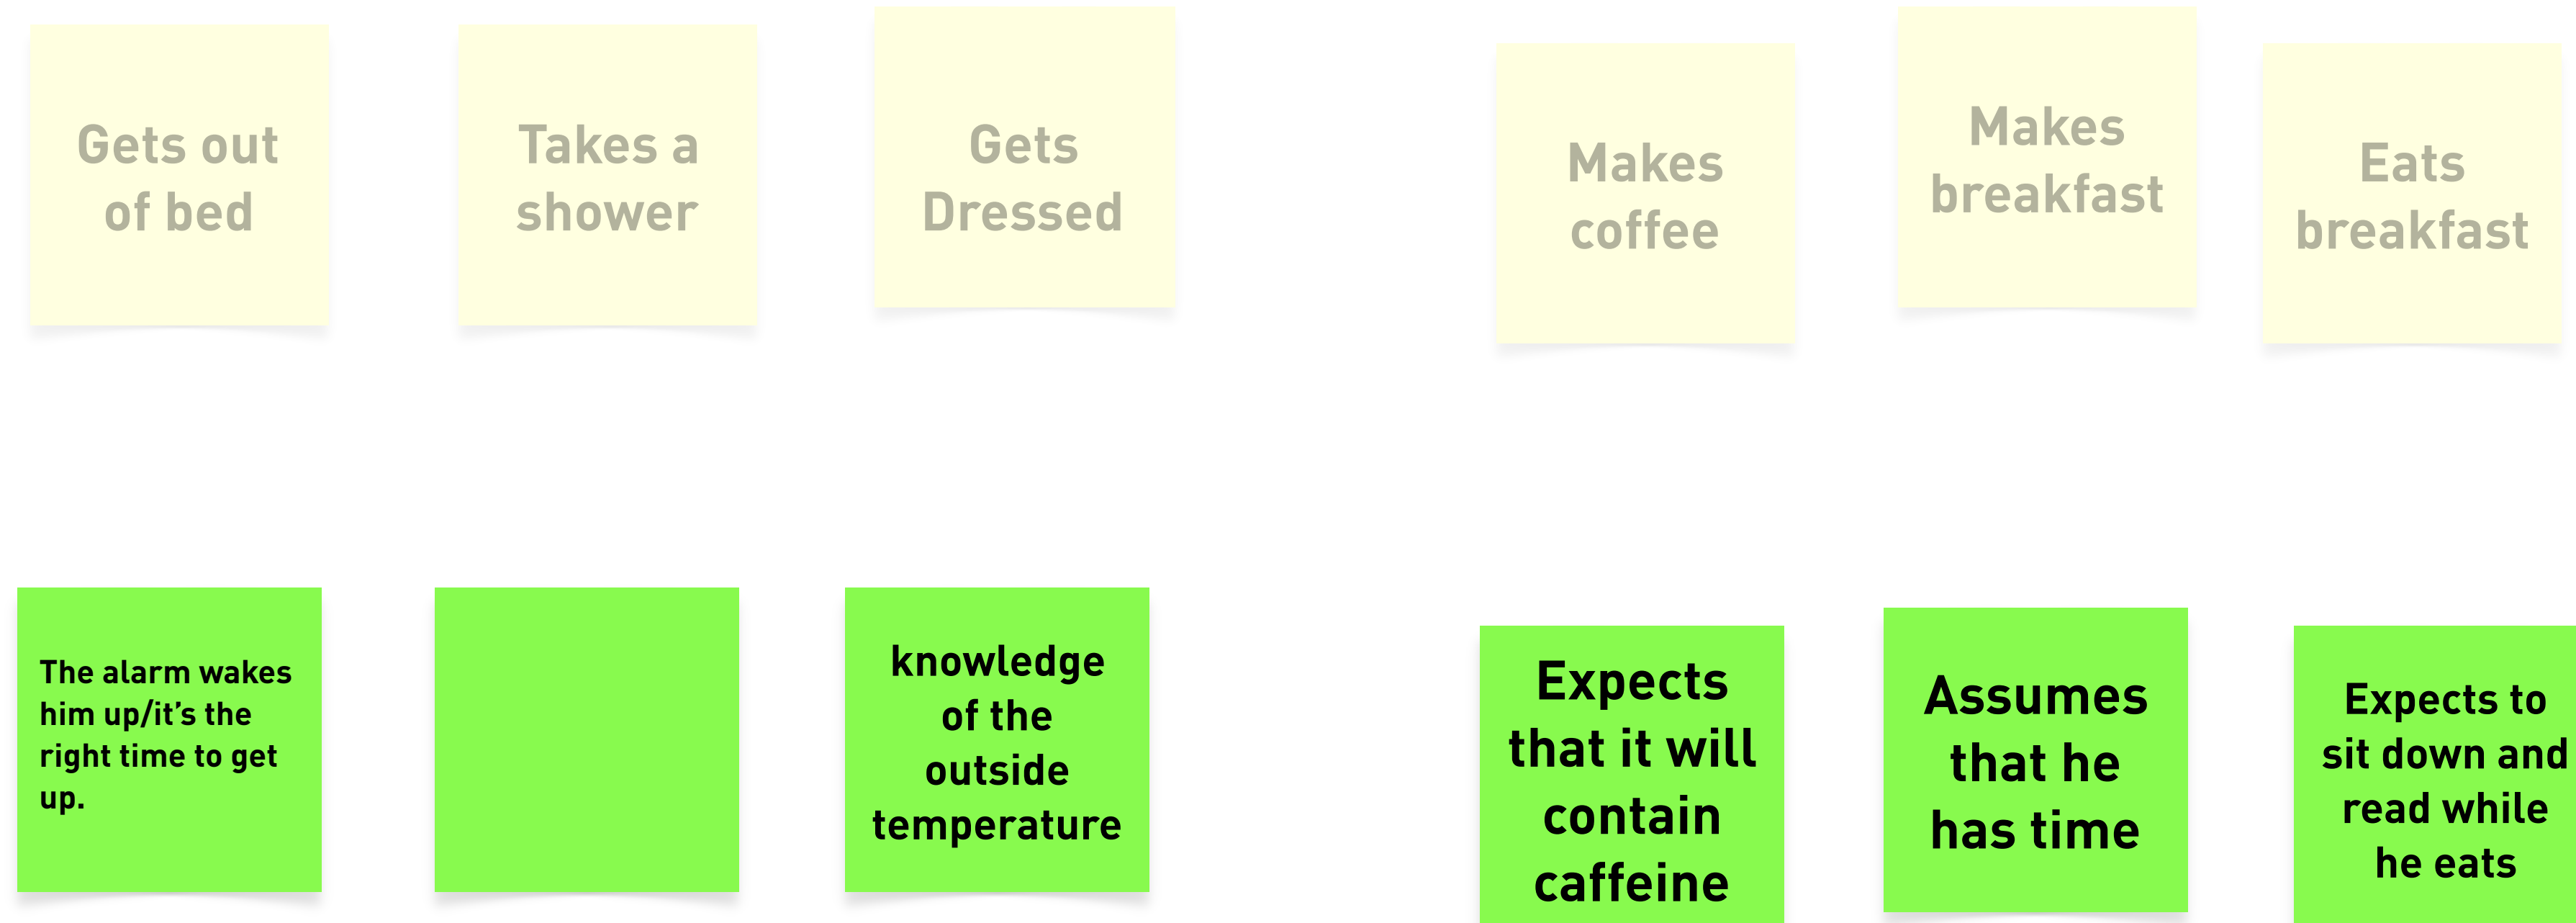 Gets out
of bed
Takes a
shower
Gets
Dressed
Makes
coffee
Makes
breakfast
Eats
breakfast
The alarm wakes
him up/it’s the
right time to get
up.
knowledge
of the
outside
temperature
Expects
that it will
contain
caffeine
Assumes
that he
has time
Expects to
sit down and
read while
he eats